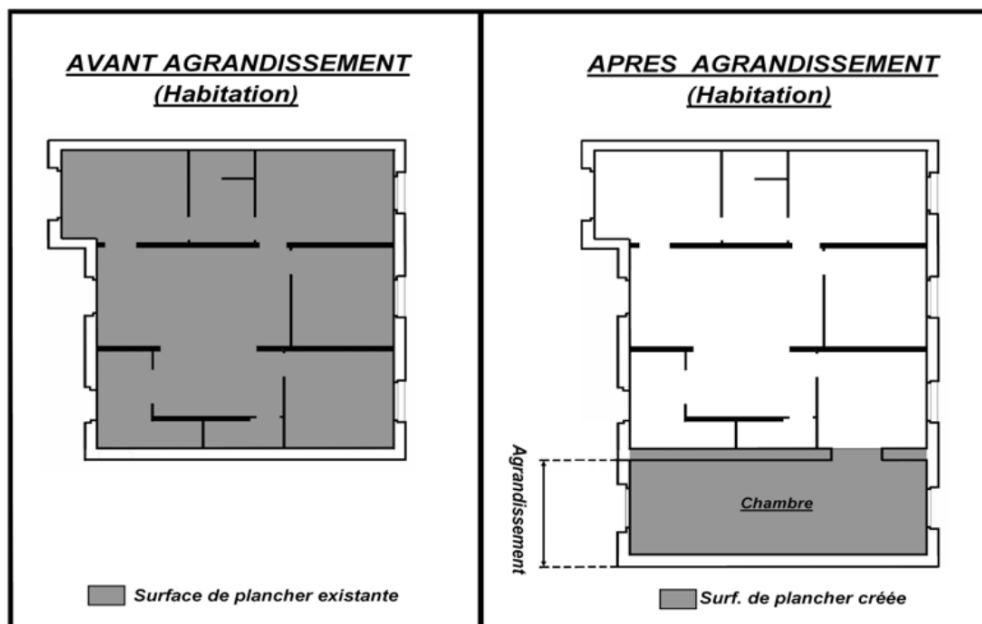 AVANT AGRANDISSEMENT
(Habitation)
Surface de plancher existante
APRES AGRANDISSEMENT
(Habitation)
Agrandissement
Chambre
Surf. de plancher créée